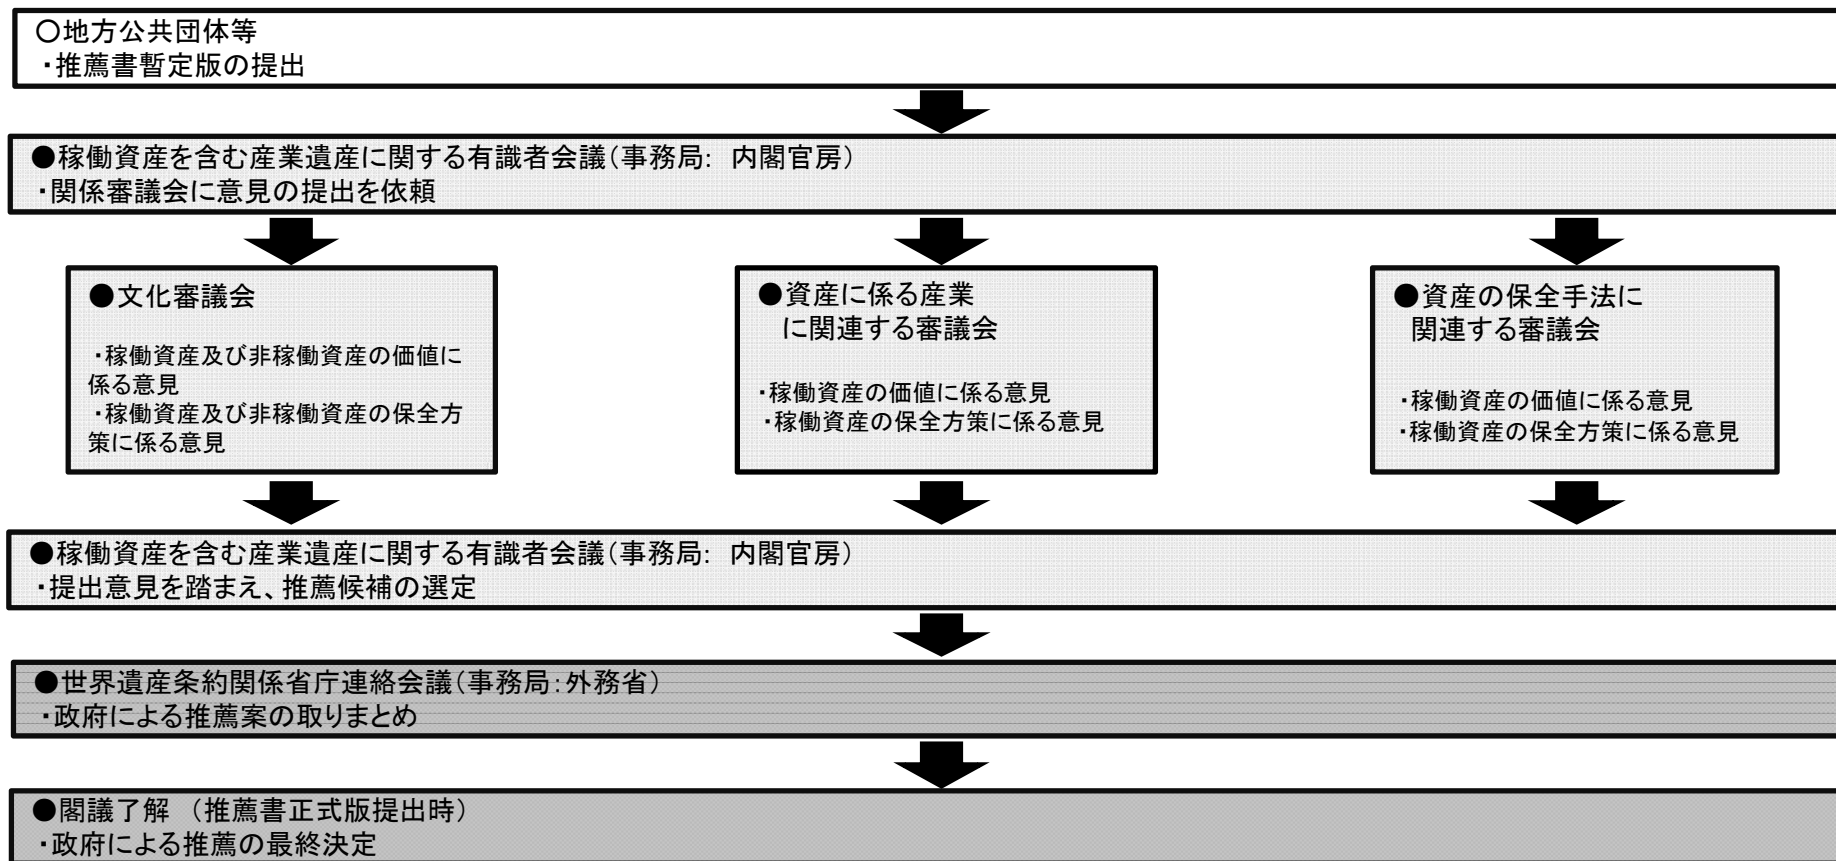 ○地方公共団体等
・推薦書暫定版の提出
●稼働資産を含む産業遺産に関する有識者会議(事務局: 内閣官房)
・関係審議会に意見の提出を依頼
●文化審議会
・稼働資産及び非稼働資産の価値に
係る意見
・稼働資産及び非稼働資産の保全方
策に係る意見
●資産に係る産業
に関連する審議会
・稼働資産の価値に係る意見
・稼働資産の保全方策に係る意見
●資産の保全手法に
関連する審議会
・稼働資産の価値に係る意見
・稼働資産の保全方策に係る意見
●稼働資産を含む産業遺産に関する有識者会議(事務局: 内閣官房)
・提出意見を踏まえ、推薦候補の選定
●世界遺産条約関係省庁連絡会議(事務局:外務省)
・政府による推薦案の取りまとめ
●閣議了解 (推薦書正式版提出時)
・政府による推薦の最終決定